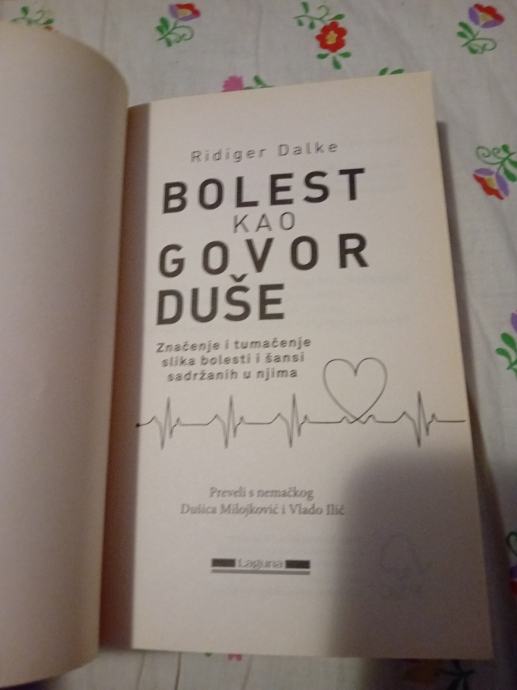 Ridiger Dalke
BOLEST
KAO
GOVOR
DUŠE
Značenje i tumačenje
slika bolesti i šansi
sadržanih u njima
Preveli s nemačkog
Dušica Milojković i Vlado Ilić
Laguna